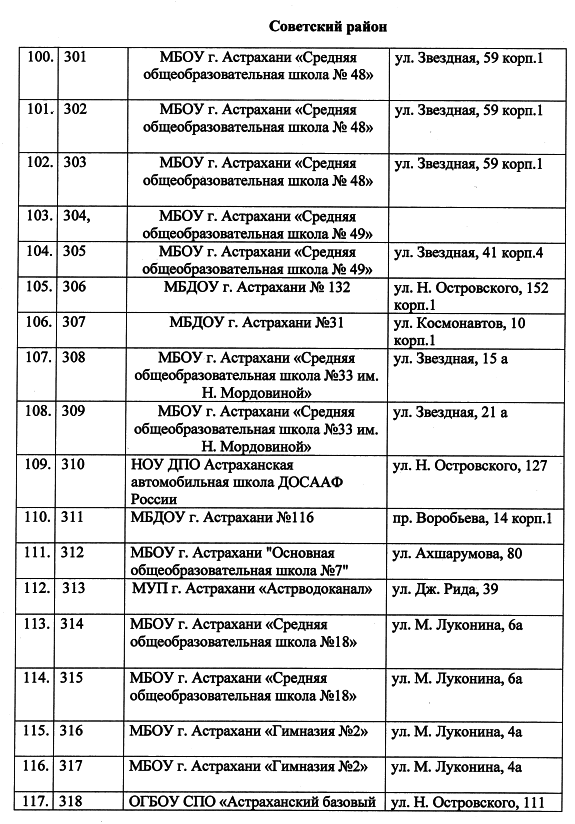 Советский район
100. 301 МБОУ г. Астрахани «Средняя ул. Звездная, 59 корп.1
общеобразовательная школа № 48»
101. 302 МБОУ г. Астрахани «Средняя ул. Звездная, 59 корп.1
общеобразовательная школа № 48»
102. 303 МБОУ г. Астрахани «Средняя ул. Звездная, 59 корп.1
общеобразовательная школа № 48»
103. 304, МБОУ г. Астрахани «Средняя
общеобразовательная школа № 49»
104. 305 МБОУ г. Астрахани «Средняя ул. Звездная, 41 корп.4
общеобразовательная школа № 49»
105. 306 МБДОУ г. Астрахани № 132 ул. Н. Островского, 152
корп.1
106. 307 МБДОУ г. Астрахани №31 ул. Космонавтов, 10
корп.1
107. 308 МБОУ г. Астрахани «Средняя ул. Звездная, 15 а
общеобразовательная школа №33 им.
Н. Мордовиной»
108. 309 МБОУ г. Астрахани «Средняя ул. Звездная, 21 а
общеобразовательная школа №33 им.
Н. Мордовиной»
109. 310 НОУ ДПО Астраханская ул. Н. Островского, 127
автомобильная школа ДОСААФ
России
110. 311 МБДОУ г. Астрахани №116 пр. Воробьева, 14 корп.1
111. 312 МБОУ г. Астрахани "Основная ул. Ахшарумова, 80
общеобразовательная школа №7"
112. 313 МУП г. Астрахани «Астрводоканал» ул. Дж. Рида, 39
113. 314 МБОУ г. Астрахани «Средняя ул. М. Луконина, 6а
общеобразовательная школа №18»
114. 315 МБОУ г. Астрахани «Средняя ул. М. Луконина, 6а
общеобразовательная школа №18»
115. 316 МБОУ г. Астрахани «Гимназия №2» ул. М. Луконина, 4а
116. 317 МБОУ г. Астрахани «Гимназия №2» ул. М. Луконина, 4а
117. 318 ОГБОУ СПО «Астраханский базовый ул. Н. Островского, 111